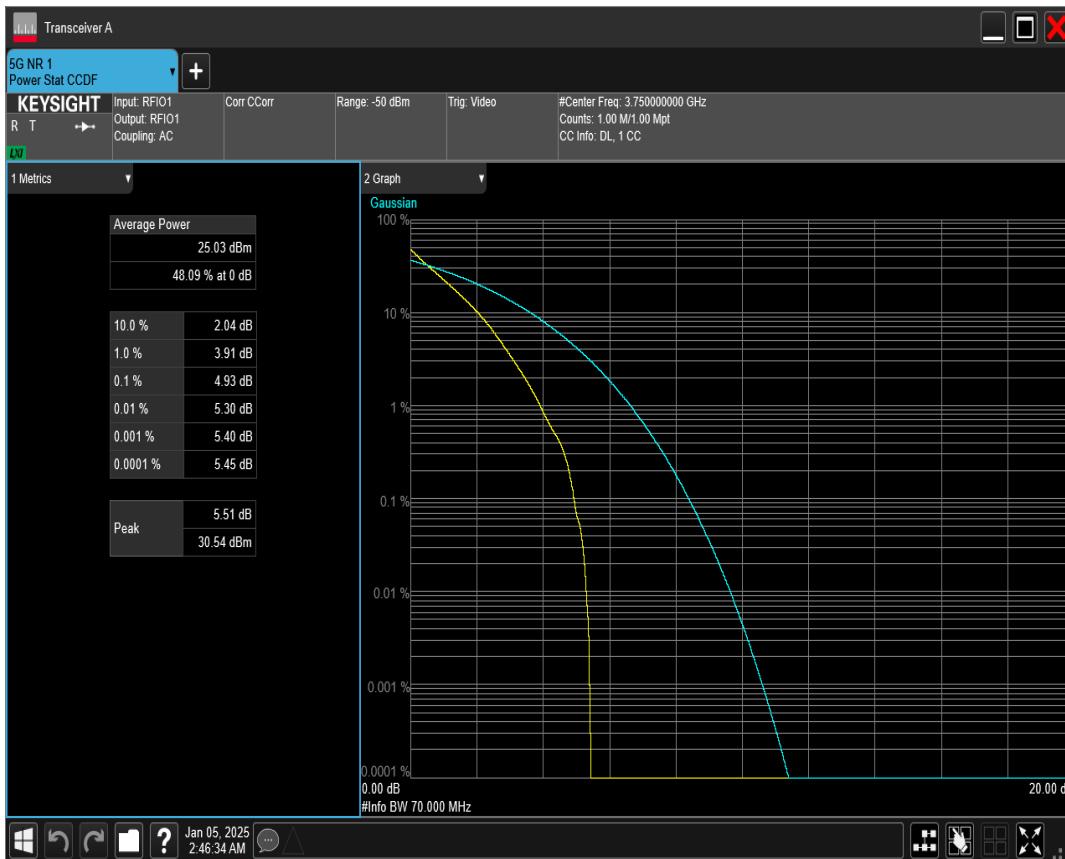 Transceiver A
5G NR 1
Power Stat CCDF
+
KEYSIGHT
R T
LXI
Input: RFIO1
Output: RFIO1
Coupling: AC
Corr CCorr
Range: -50 dBm
Trig: Video
#Center Freq: 3.750000000 GHz
Counts: 1.00 M/1.00 Mpt
CC Info: DL, 1 CC
1 Metrics
Average Power
25.03 dBm
48.09 % at 0 dB
10.0 % 2.04 dB
1.0 % 3.91 dB
0.1 % 4.93 dB
0.01 % 5.30 dB
0.001 % 5.40 dB
0.0001 % 5.45 dB
Peak
5.51 dB
30.54 dBm
2 Graph
Gaussian
100 %
10 %
1 %
0.1 %
0.01 %
0.001 %
0.0001 %
0.00 dB 20.00 d
#Info BW 70.000 MHz
?
Jan 05, 2025
2:46:34 AM